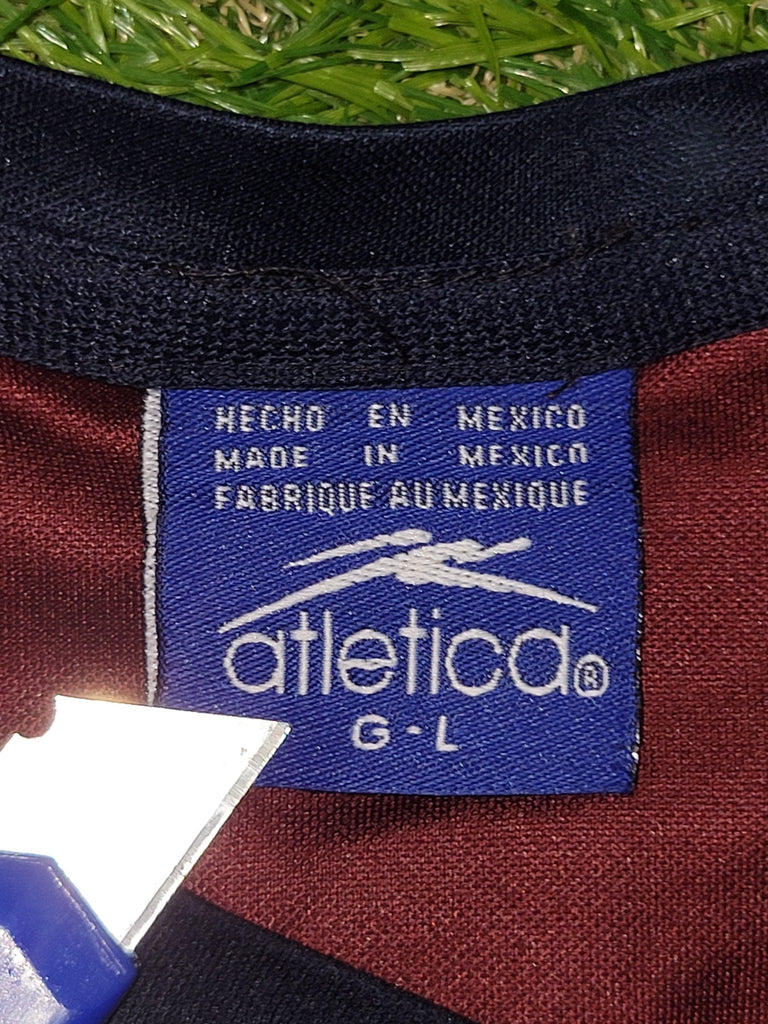 HECHO EN MEXICO
MADE IN MEXICO
FABRIQUE AU MEXIQUE
atletica®
G-L